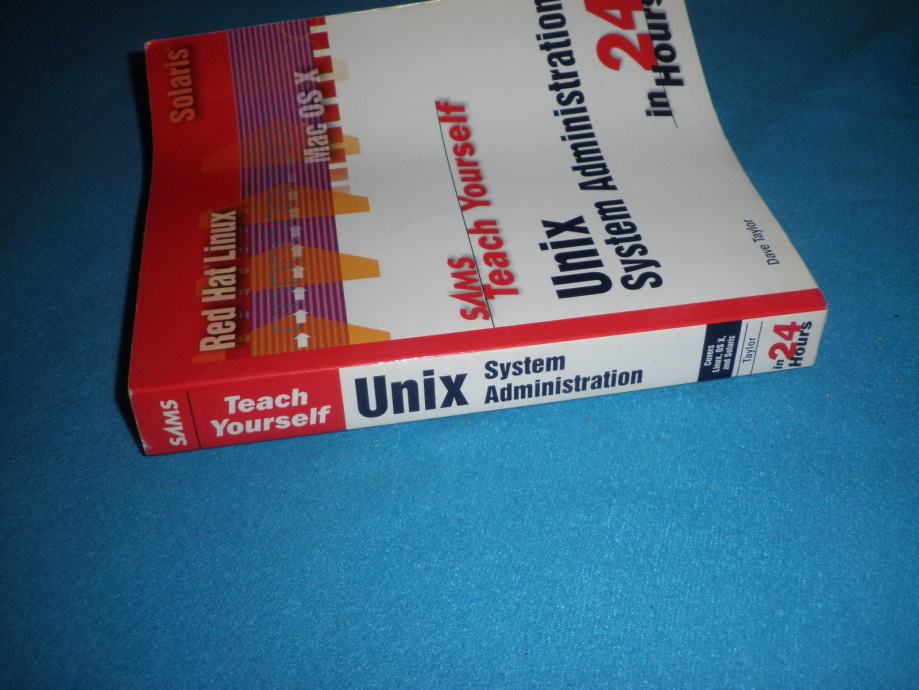 Solaris
Mac OS X
Red Hat Linux
SAMS
Teach Yourself
Unix
System Administration
in 24
Hours
Dave Taylor
SAMS
Teach
Yourself
Unix
System
Administration
Covers
Linux, OS X,
and Solaris
Taylor
in 24
Hours